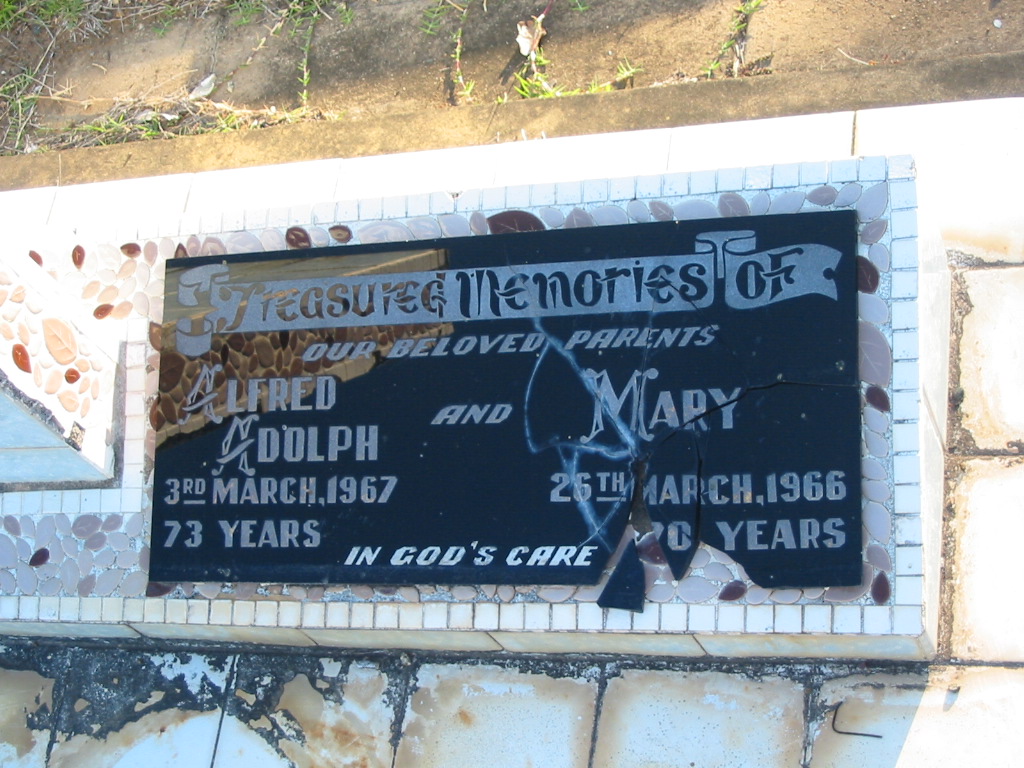 Treasured Memories OF
OUR BELOVED PARENTS
ALFRED ADOLPH
3RD MARCH, 1967
73 YEARS
AND
MARY
26TH MARCH, 1966
70 YEARS
IN GOD'S CARE